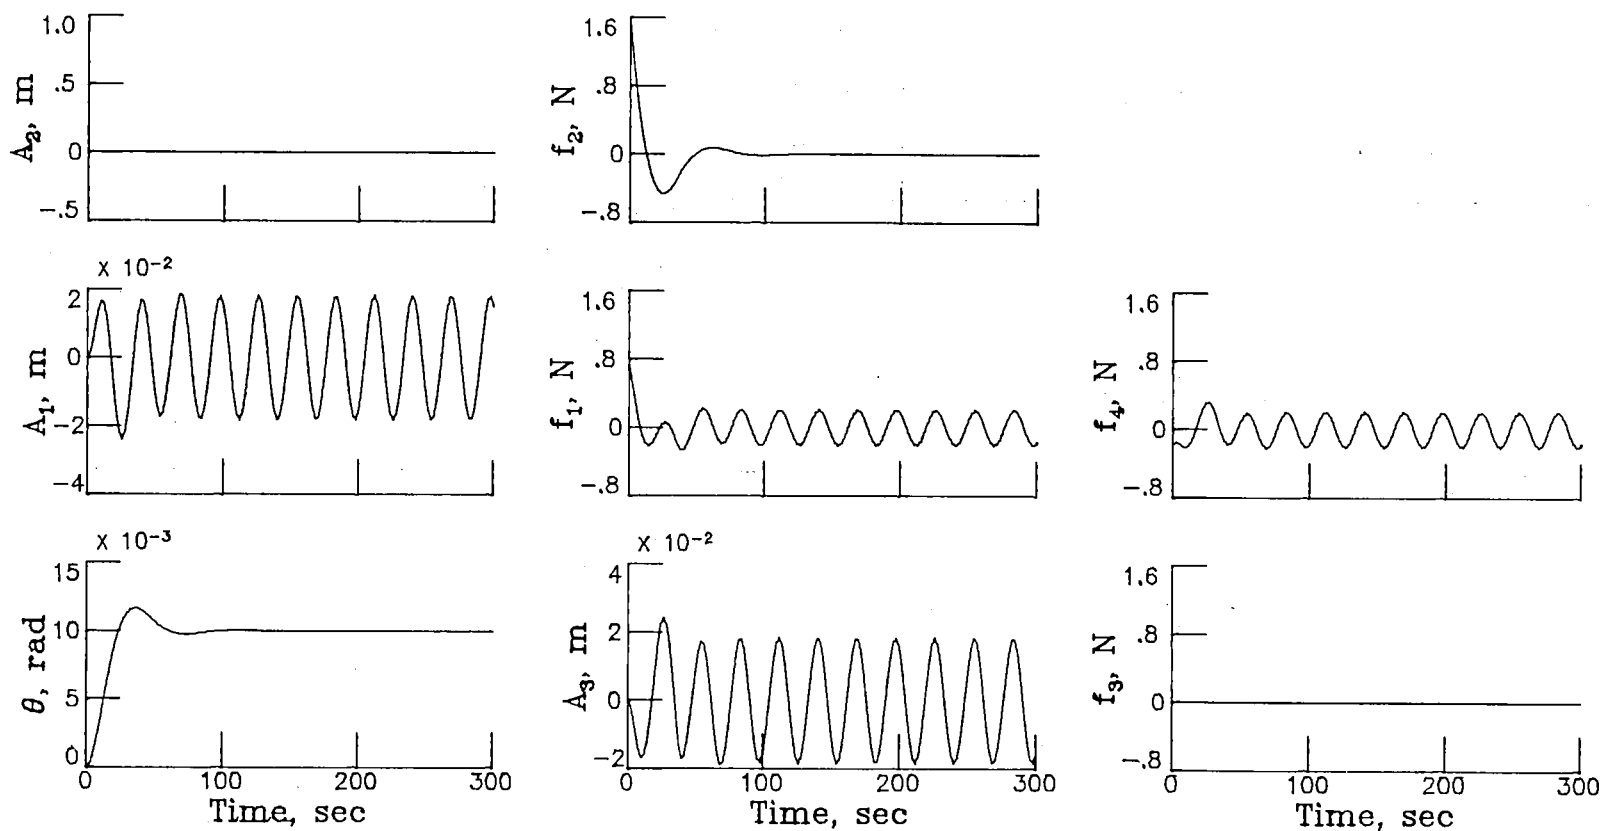 1.0
.5
0
-.5
A₂, m
1.6
.8
0
-.8
f₂, N
X 10⁻²
2
0
-2
-4
A₁, m
1.6
.8
0
-.8
f₁, N
1.6
.8
0
-.8
f₄, N
X 10⁻³
15
10
5
0
θ, rad
0 100 200 300
Time, sec
X 10⁻²
4
2
0
-2
A₃, m
0 100 200 300
Time, sec
1.6
.8
0
-.8
f₃, N
0 100 200 300
Time, sec